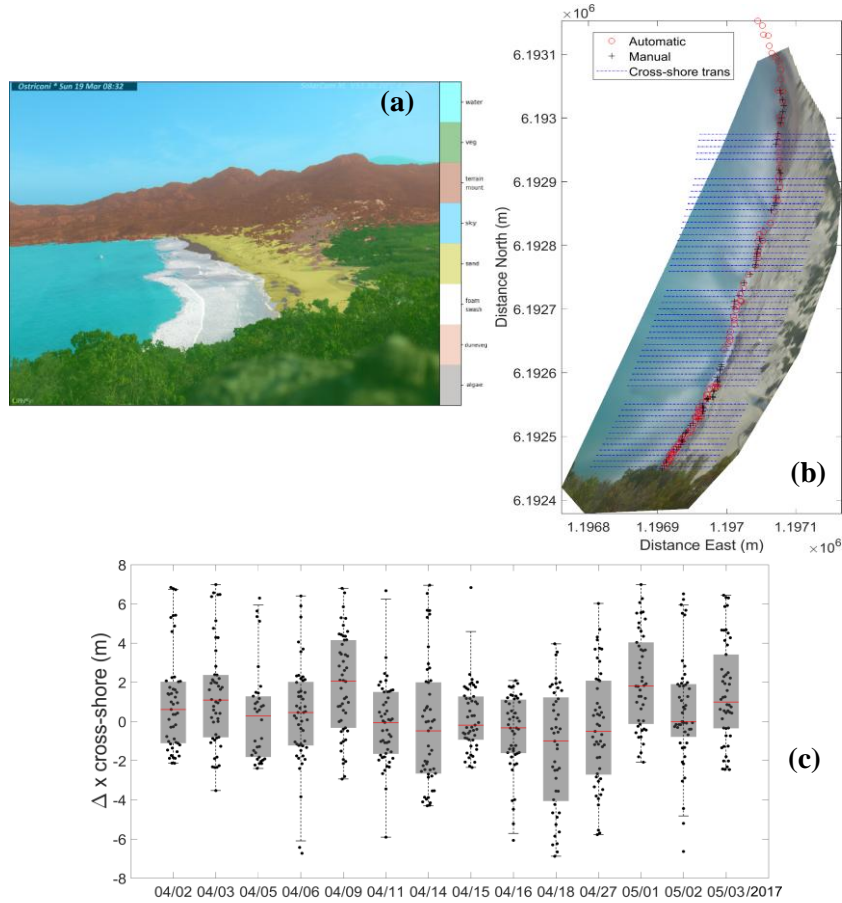 Ostriconi * Sun 19 Mar 08:32
(a)
water
veg
terrain
mount
sky
sand
foam
swash
duneveg
algae
× 10⁶
Automatic
Manual
Cross-shore trans
6.1931
6.193
6.1929
6.1928
6.1927
6.1926
6.1925
6.1924
Distance North (m)
1.1968
1.1969
1.197
1.1971
Distance East (m)
×10⁶
(b)
8
6
4
2
0
-2
-4
-6
-8
Δ x cross-shore (m)
(c)
04/02 04/03 04/05 04/06 04/09 04/11 04/14 04/15 04/16 04/18 04/27 05/01 05/02 05/03/2017